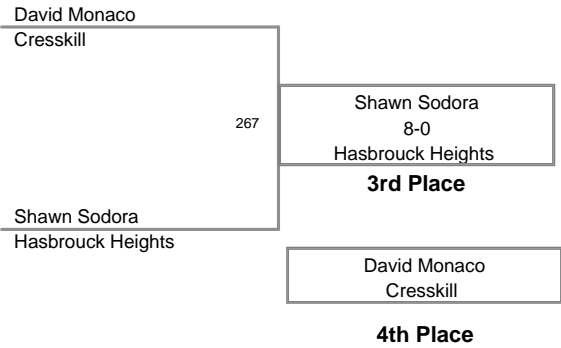 David Monaco
Cresskill
267
Shawn Sodora
8-0
Hasbrouck Heights
3rd Place
Shawn Sodora
Hasbrouck Heights
David Monaco
Cresskill
4th Place